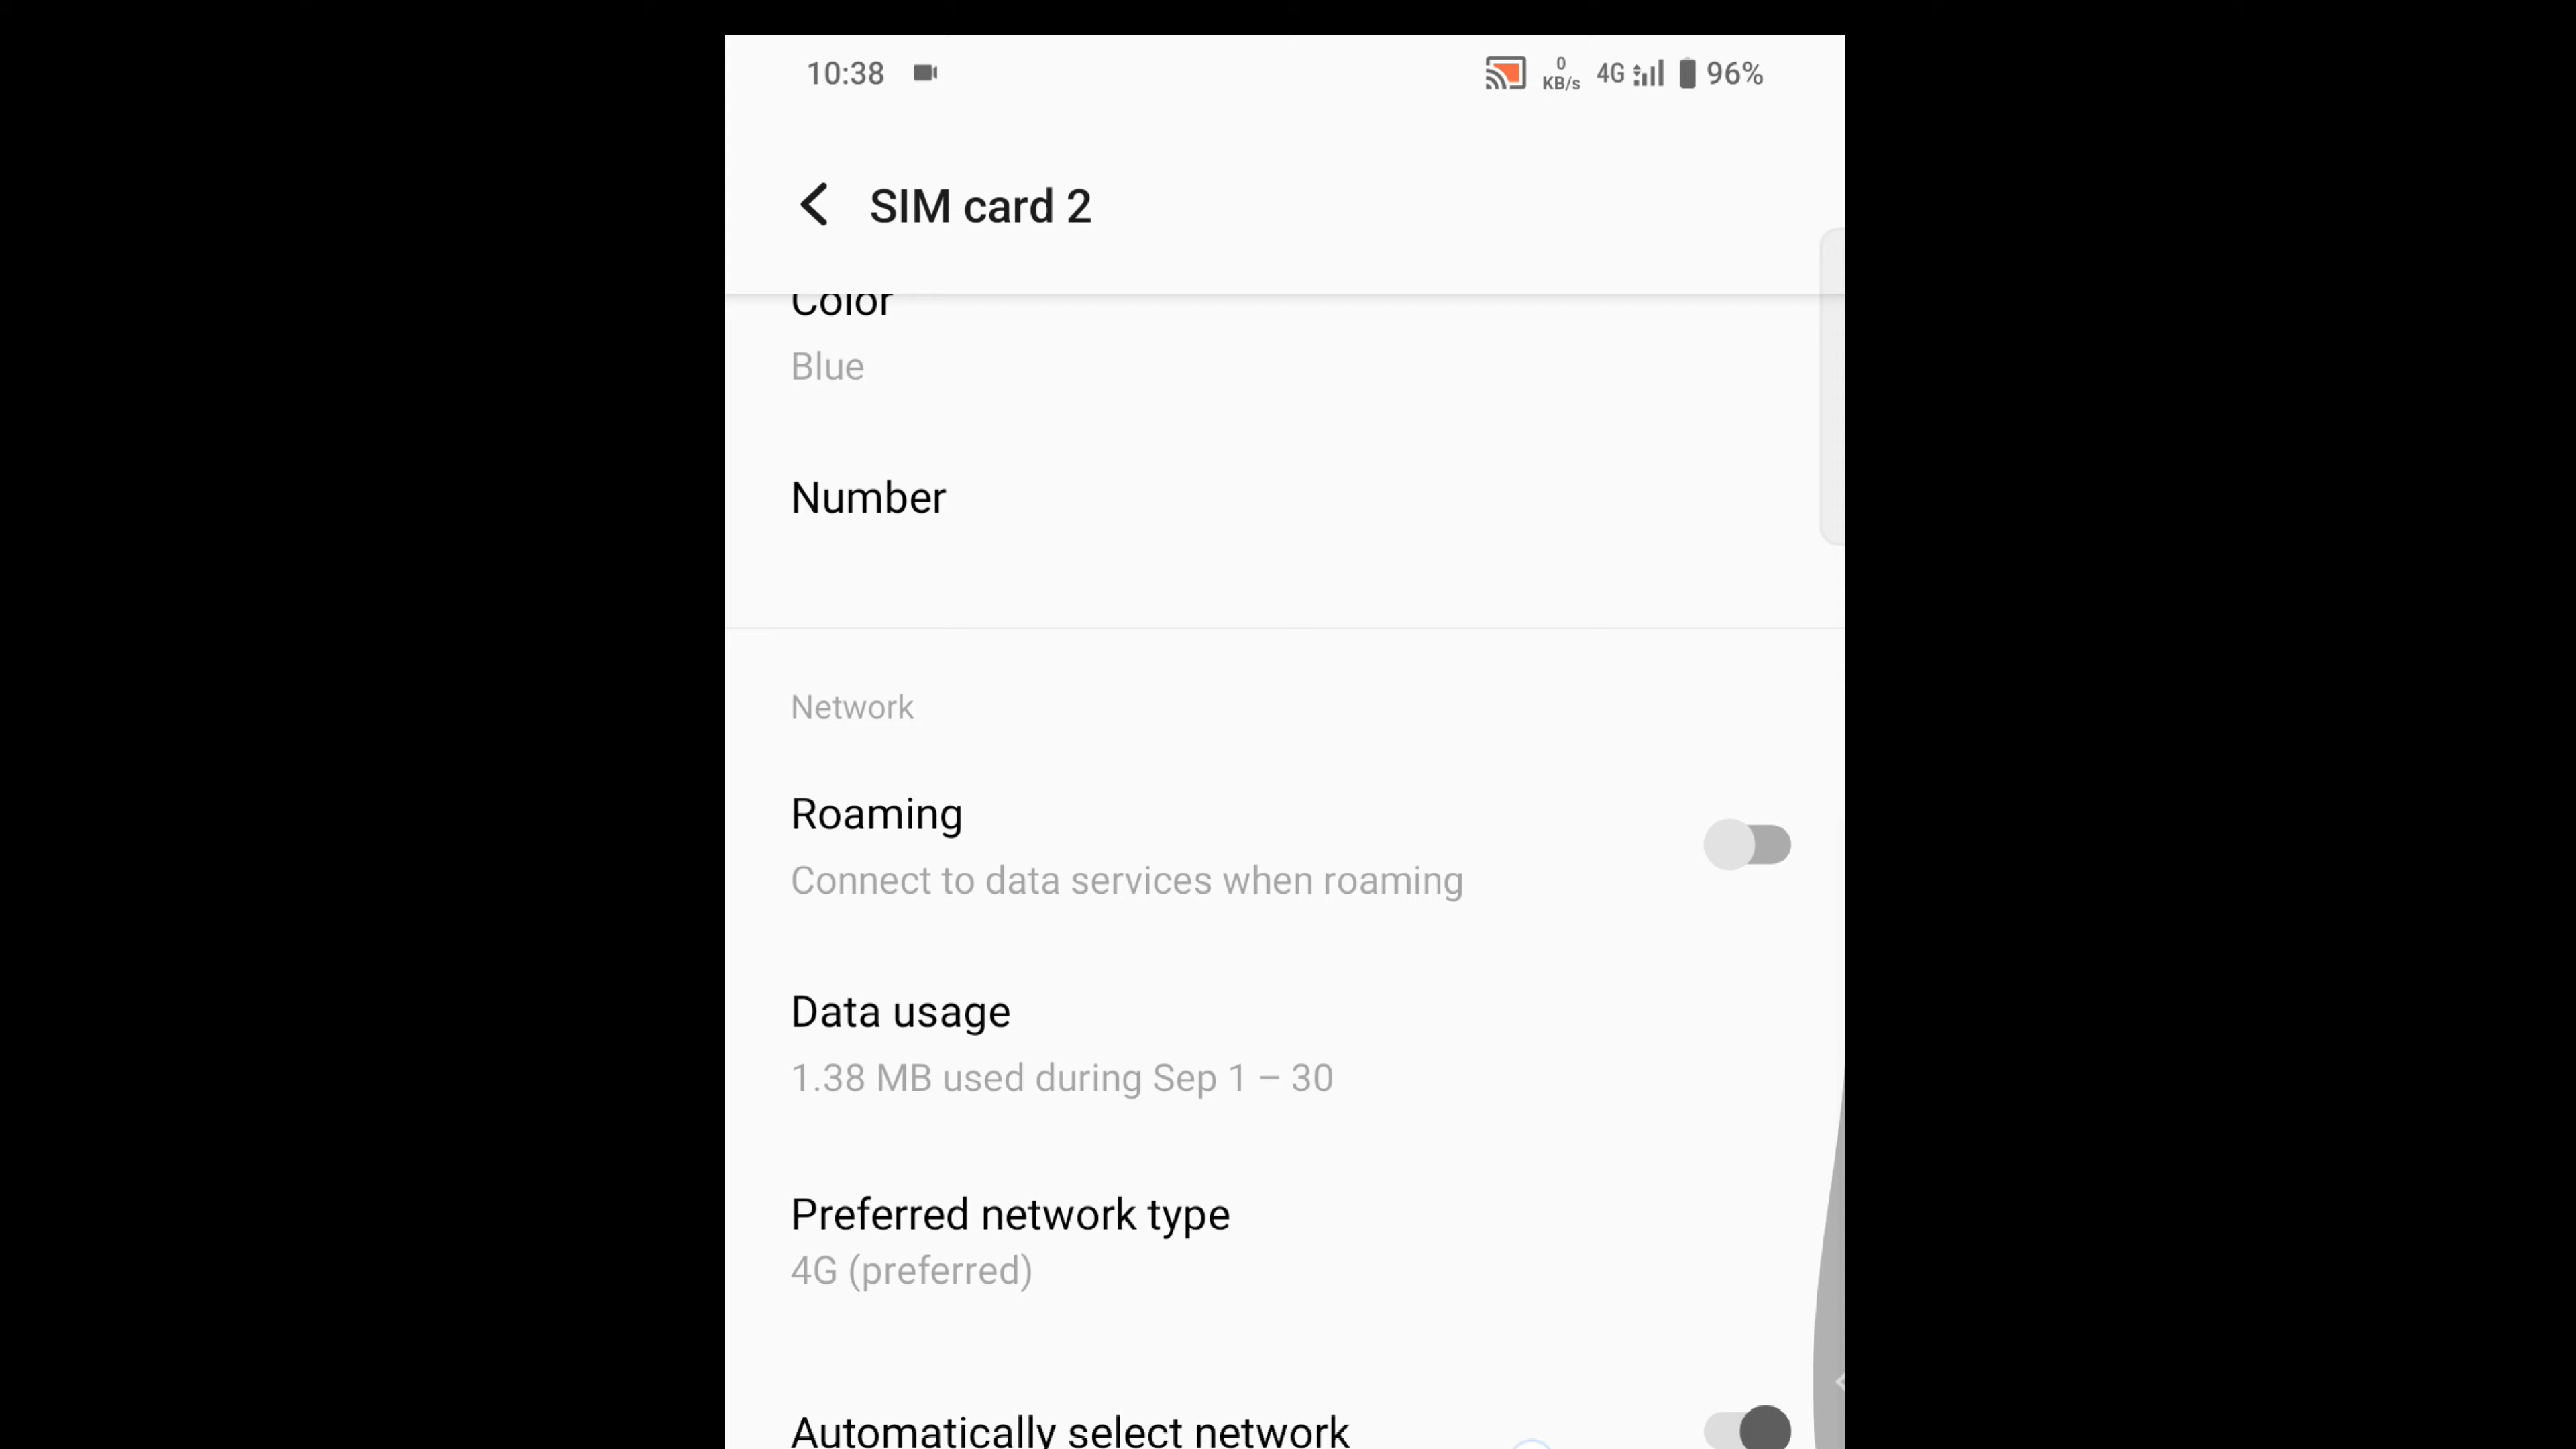 10:38
0
KB/s
4G
96%
SIM card 2
Color
Blue
Number
Network
Roaming
Connect to data services when roaming
Data usage
1.38 MB used during Sep 1 – 30
Preferred network type
4G (preferred)
Automatically select network